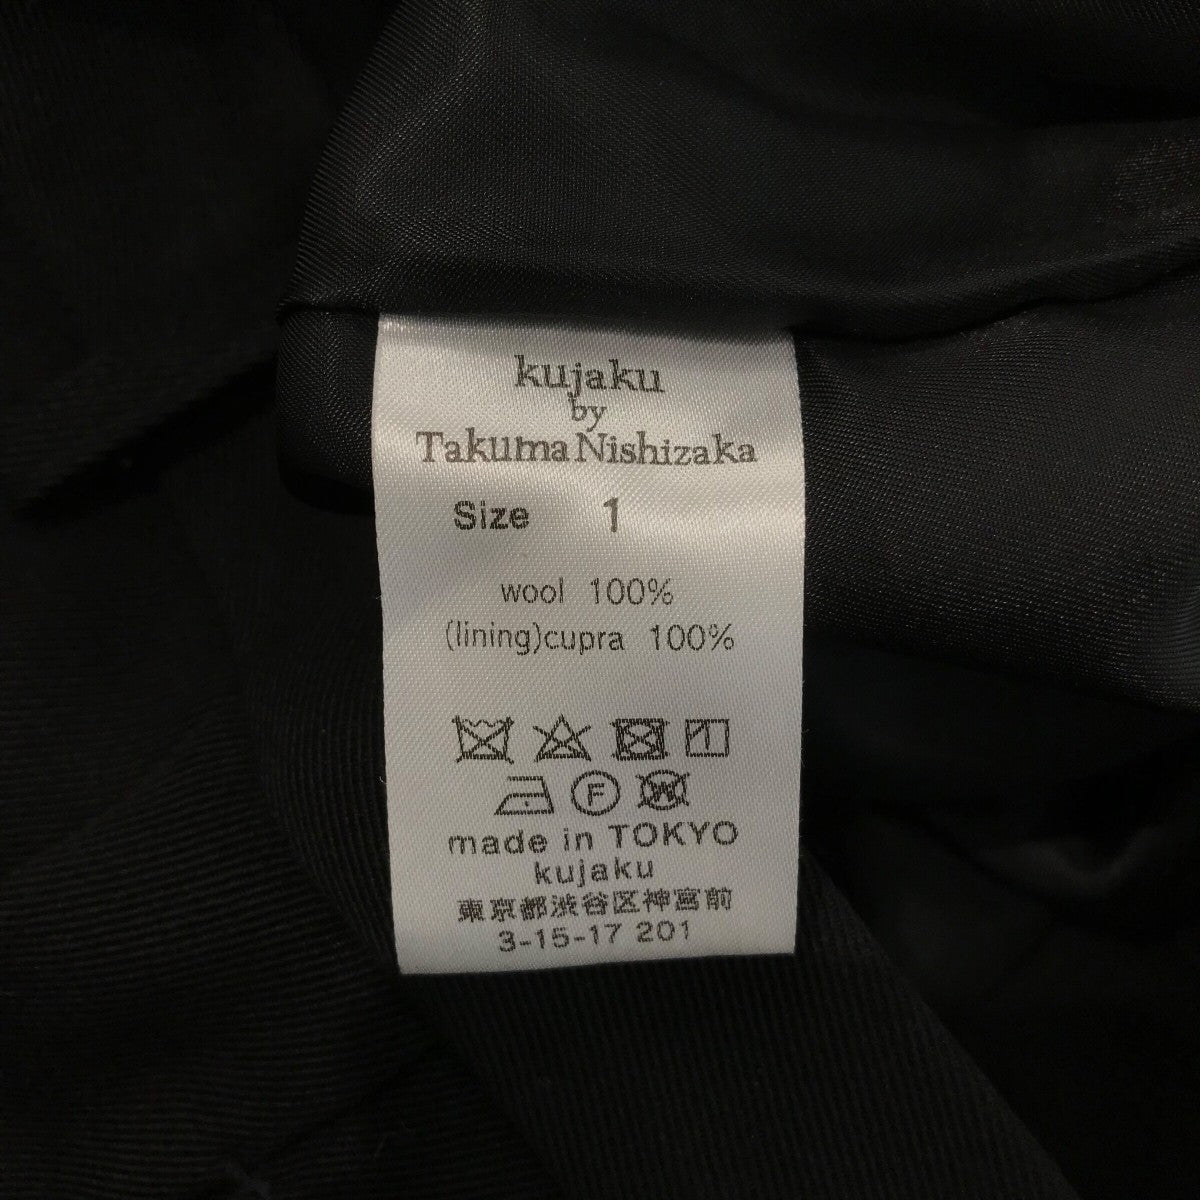 kujaku
by
Takuma Nishizaka
Size 1
wool 100%
(lining)cupra 100%
F W
made in TOKYO
kujaku
東京都渋谷区神宮前
3-15-17 201